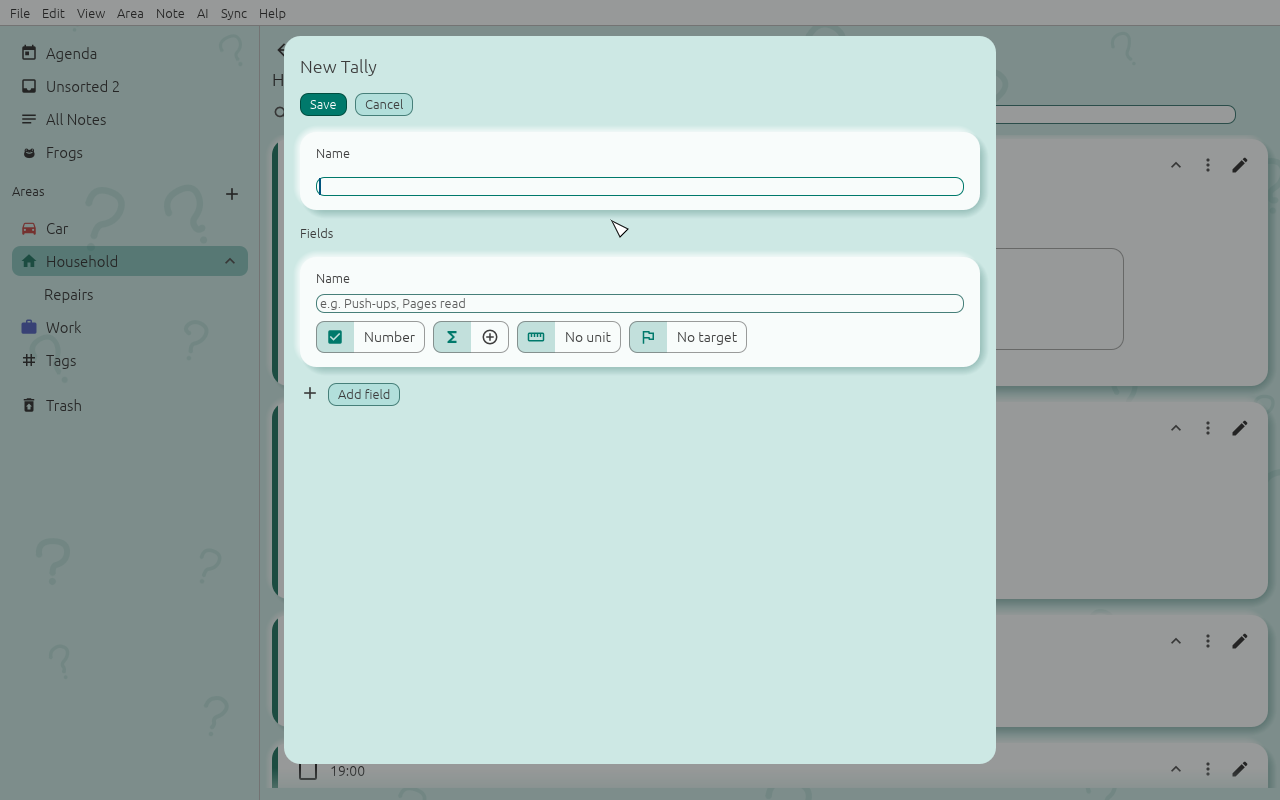 File Edit View Area Note AI Sync Help
Agenda
Unsorted 2
All Notes
Frogs
Areas
Car
Household
Repairs
Work
Tags
Trash
H
New Tally
Save Cancel
Name
Fields
Name
e.g. Push-ups, Pages read
Number No unit No target
Add field
19:00